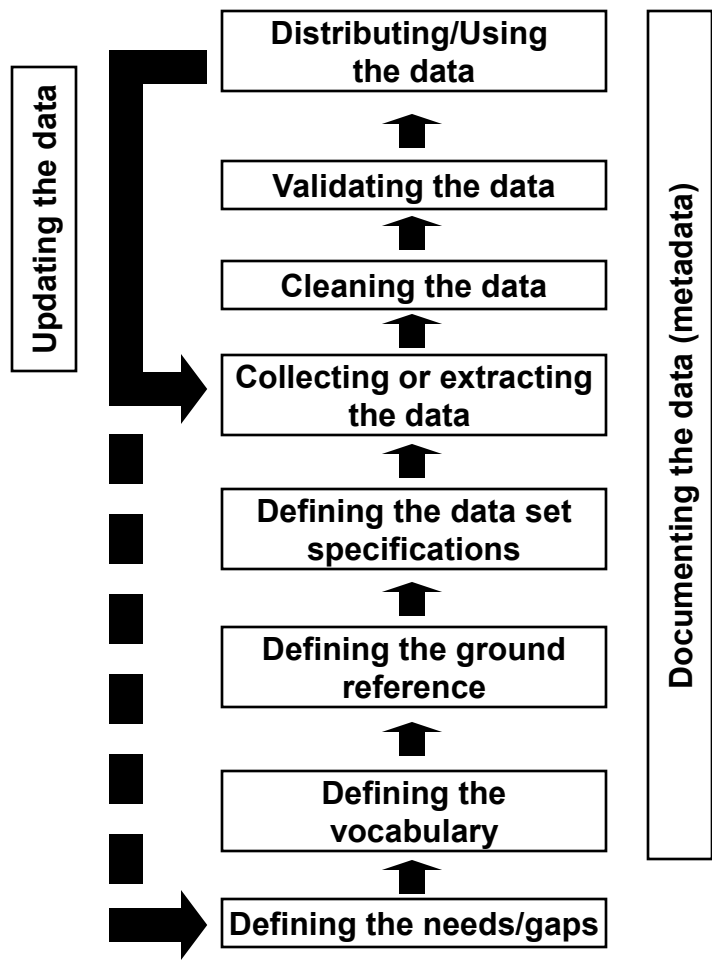 Distributing/Using
the data
Updating the data
Validating the data
Cleaning the data
Collecting or extracting
the data
Defining the data set
specifications
Defining the ground
reference
Defining the
vocabulary
Defining the needs/gaps
Documenting the data (metadata)